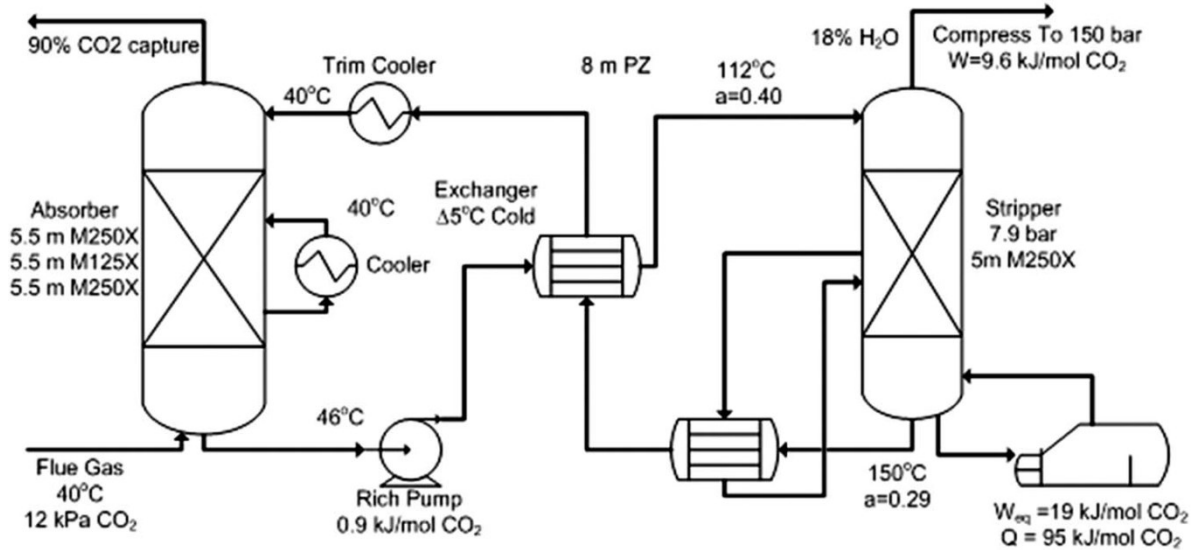 90% CO2 capture
Trim Cooler
40°C
8 m PZ
112°C
a=0.40
18% H₂O
Compress To 150 bar
W=9.6 kJ/mol CO₂
Absorber
5.5 m M250X
5.5 m M125X
5.5 m M250X
40°C
Cooler
Exchanger
Δ5°C Cold
Stripper
7.9 bar
5m M250X
46°C
Flue Gas
40°C
12 kPa CO₂
Rich Pump
0.9 kJ/mol CO₂
150°C
a=0.29
Wₑq =19 kJ/mol CO₂
Q = 95 kJ/mol CO₂